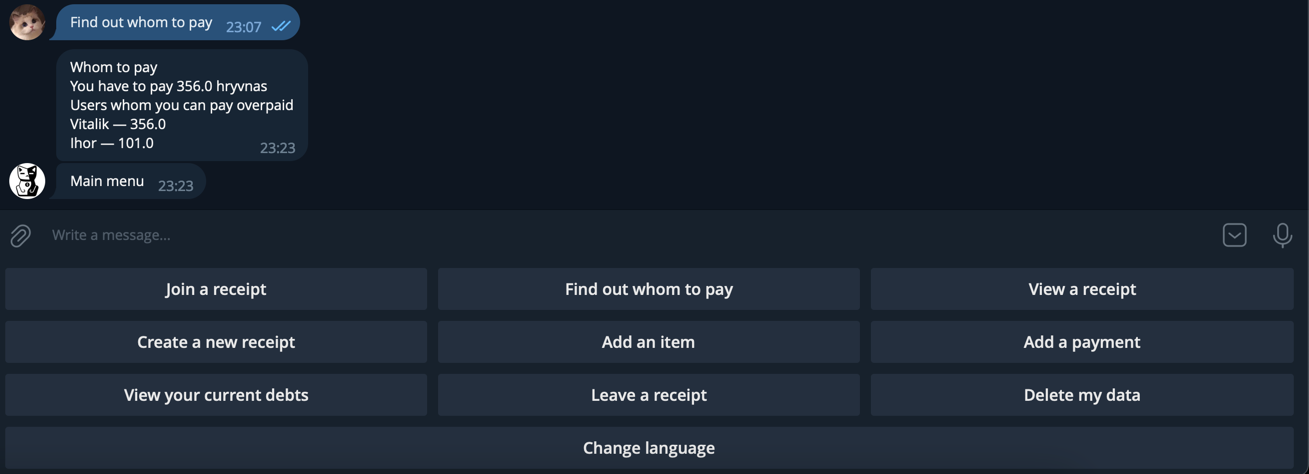 Find out whom to pay 23:07
Whom to pay
You have to pay 356.0 hryvnas
Users whom you can pay overpaid
Vitalik — 356.0
Ihor — 101.0 23:23
Main menu 23:23
Write a message...
Join a receipt Find out whom to pay View a receipt
Create a new receipt Add an item Add a payment
View your current debts Leave a receipt Delete my data
Change language